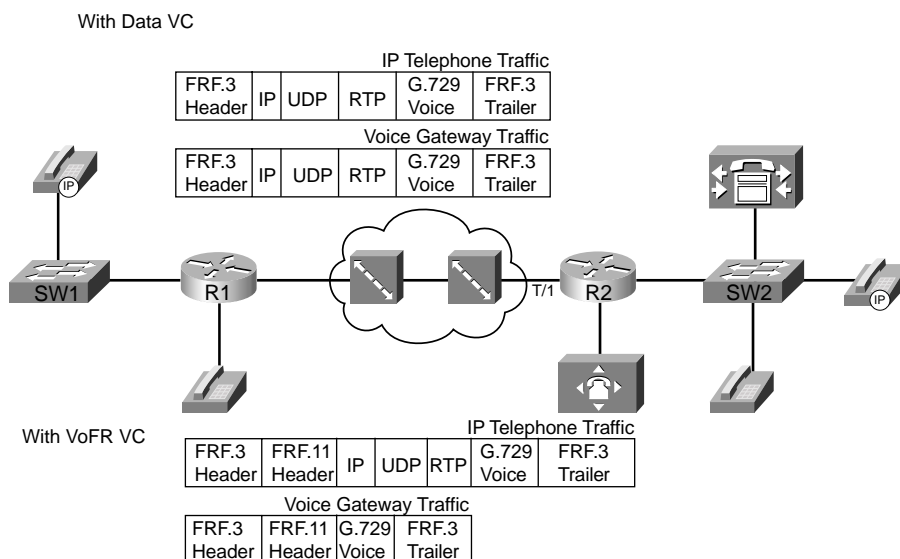 With Data VC
IP Telephone Traffic
FRF.3 Header IP UDP RTP G.729 Voice FRF.3 Trailer
Voice Gateway Traffic
FRF.3 Header IP UDP RTP G.729 Voice FRF.3 Trailer
IP
SW1
R1
T/1
R2
SW2
IP
With VoFR VC
IP Telephone Traffic
FRF.3 Header FRF.11 Header IP UDP RTP G.729 Voice FRF.3 Trailer
Voice Gateway Traffic
FRF.3 Header FRF.11 Header G.729 Voice FRF.3 Trailer